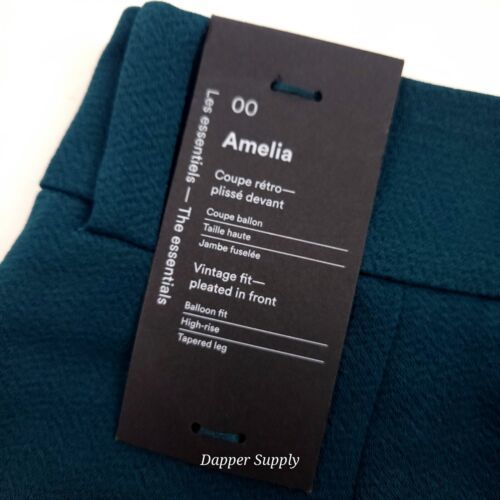 00
Amelia
Les essentiels — The essentials
Coupe rétro—
plissé devant
Coupe ballon
Taille haute
Jambe fuselée
Vintage fit—
pleated in front
Balloon fit
High-rise
Tapered leg
Dapper Supply